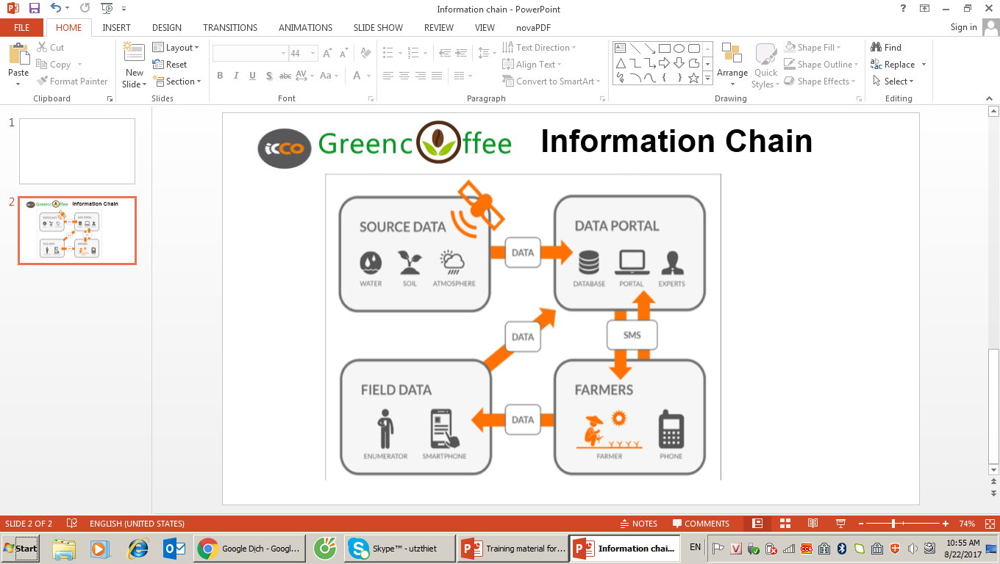 Information chain - PowerPoint
FILE HOME INSERT DESIGN TRANSITIONS ANIMATIONS SLIDE SHOW REVIEW VIEW novaPDF Sign in
Paste
Cut
Copy
Format Painter
Clipboard
New Slide
Layout
Reset
Section
Slides
44
B I U S abc AV Aa A
Font
Text Direction
Align Text
Convert to SmartArt
Paragraph
Arrange
Quick Styles
Shape Fill
Shape Outline
Shape Effects
Drawing
Find
Replace
Select
Editing
1
2
icco Greenc ffee Information Chain
SOURCE DATA
WATER SOIL ATMOSPHERE
DATA
DATA PORTAL
DATABASE PORTAL EXPERTS
DATA
SMS
FIELD DATA
ENUMERATOR SMARTPHONE
DATA
FARMERS
FARMER PHONE
SLIDE 2 OF 2 ENGLISH (UNITED STATES) NOTES COMMENTS 74%
Start Google Dịch - Googl... Skype™ - utzthiet Training material for... Information chai... EN 10:55 AM
8/22/2017